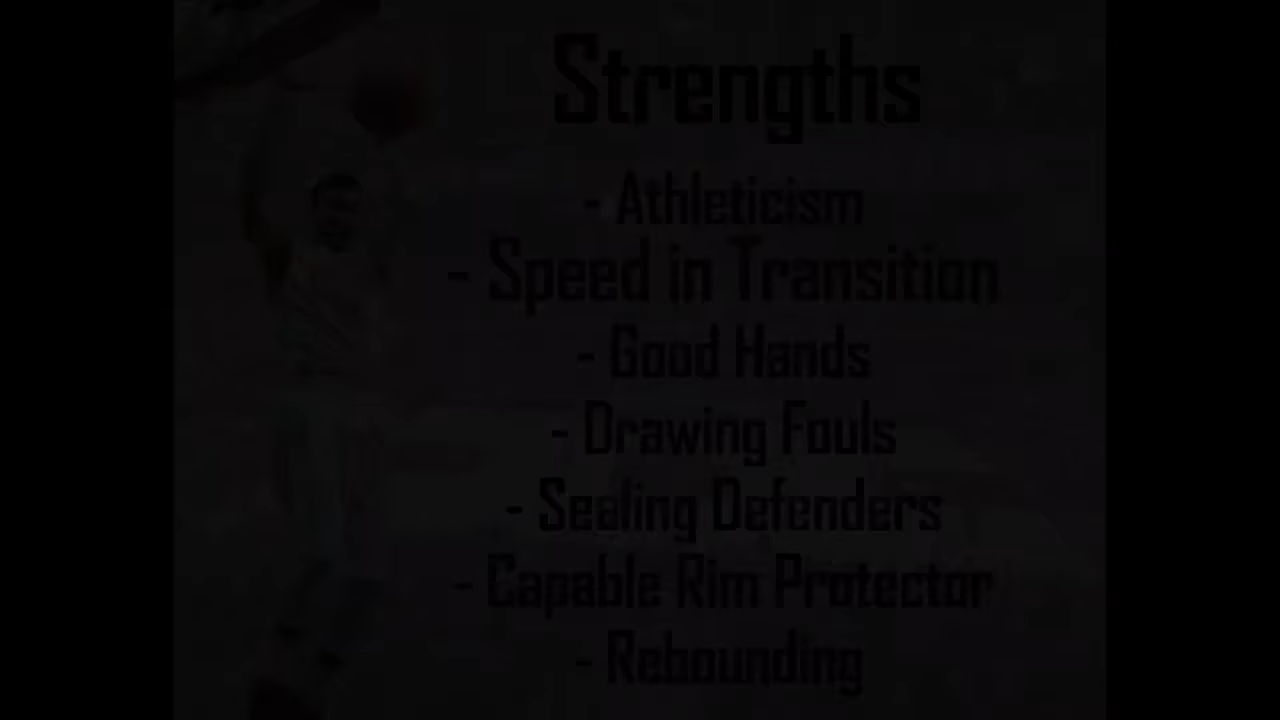 Strengths
- Athleticism
- Speed in Transition
- Good Hands
- Drawing Fouls
- Sealing Defenders
- Capable Rim Protector
- Rebounding